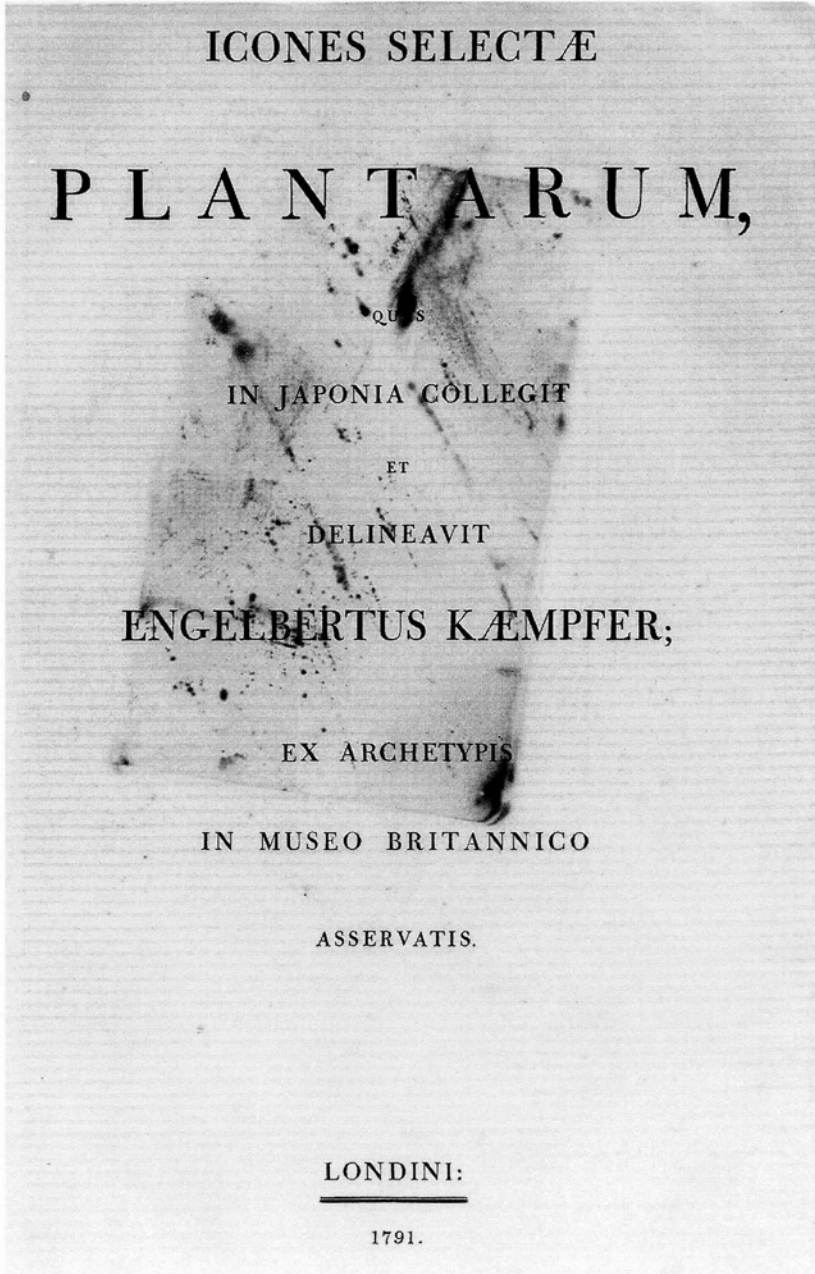 ICONES SELECTÆ
PLANTARUM,
QUAS
IN JAPONIA COLLEGIT
ET
DELINEAVIT
ENGELBERTUS KÆMPFER;
EX ARCHETYPIS
IN MUSEO BRITANNICO
ASSERVATIS.
LONDINI:
1791.